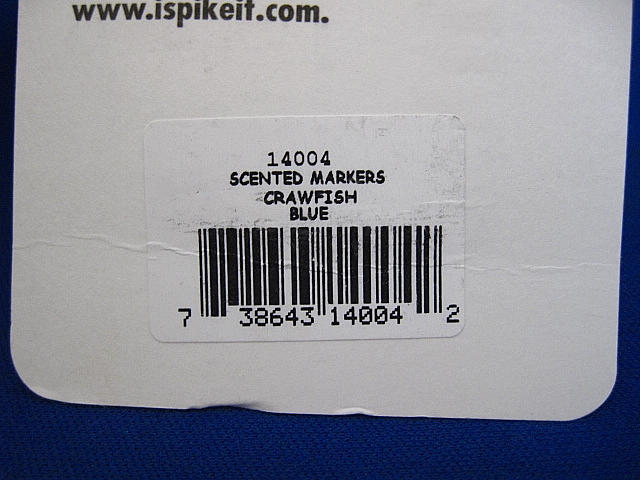 www.ispikeit.com.
14004
SCENTED MARKERS
CRAWFISH
BLUE
7 38643 14004 2